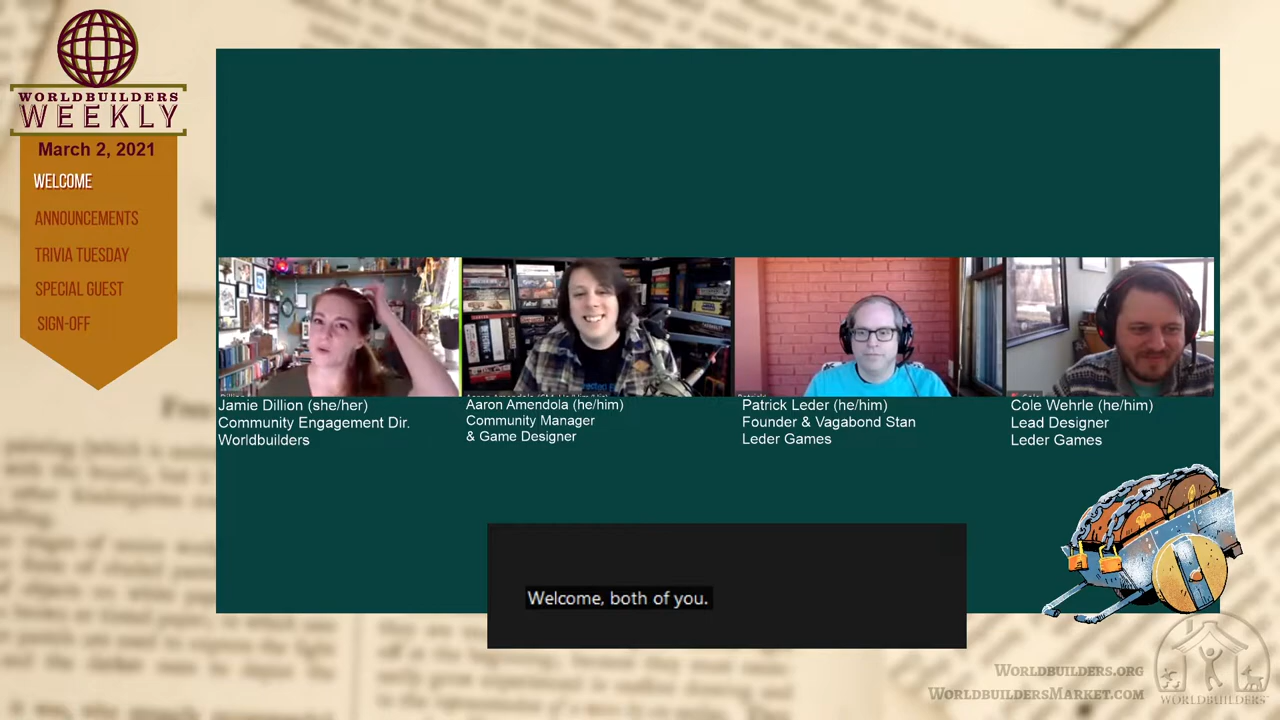 WORLDBUILDERS
WEEKLY
March 2, 2021
WELCOME
ANNOUNCEMENTS
TRIVIA TUESDAY
SPECIAL GUEST
SIGN-OFF
Jamie Dillion (she/her)
Community Engagement Dir.
Worldbuilders
Aaron Amendola (he/him)
Community Manager
& Game Designer
Patrick Leder (he/him)
Founder & Vagabond Stan
Leder Games
Cole Wehrle (he/him)
Lead Designer
Leder Games
Welcome, both of you.
WORLDBUILDERS.ORG
WORLDBUILDERSMARKET.COM
WORLDBUILDERS